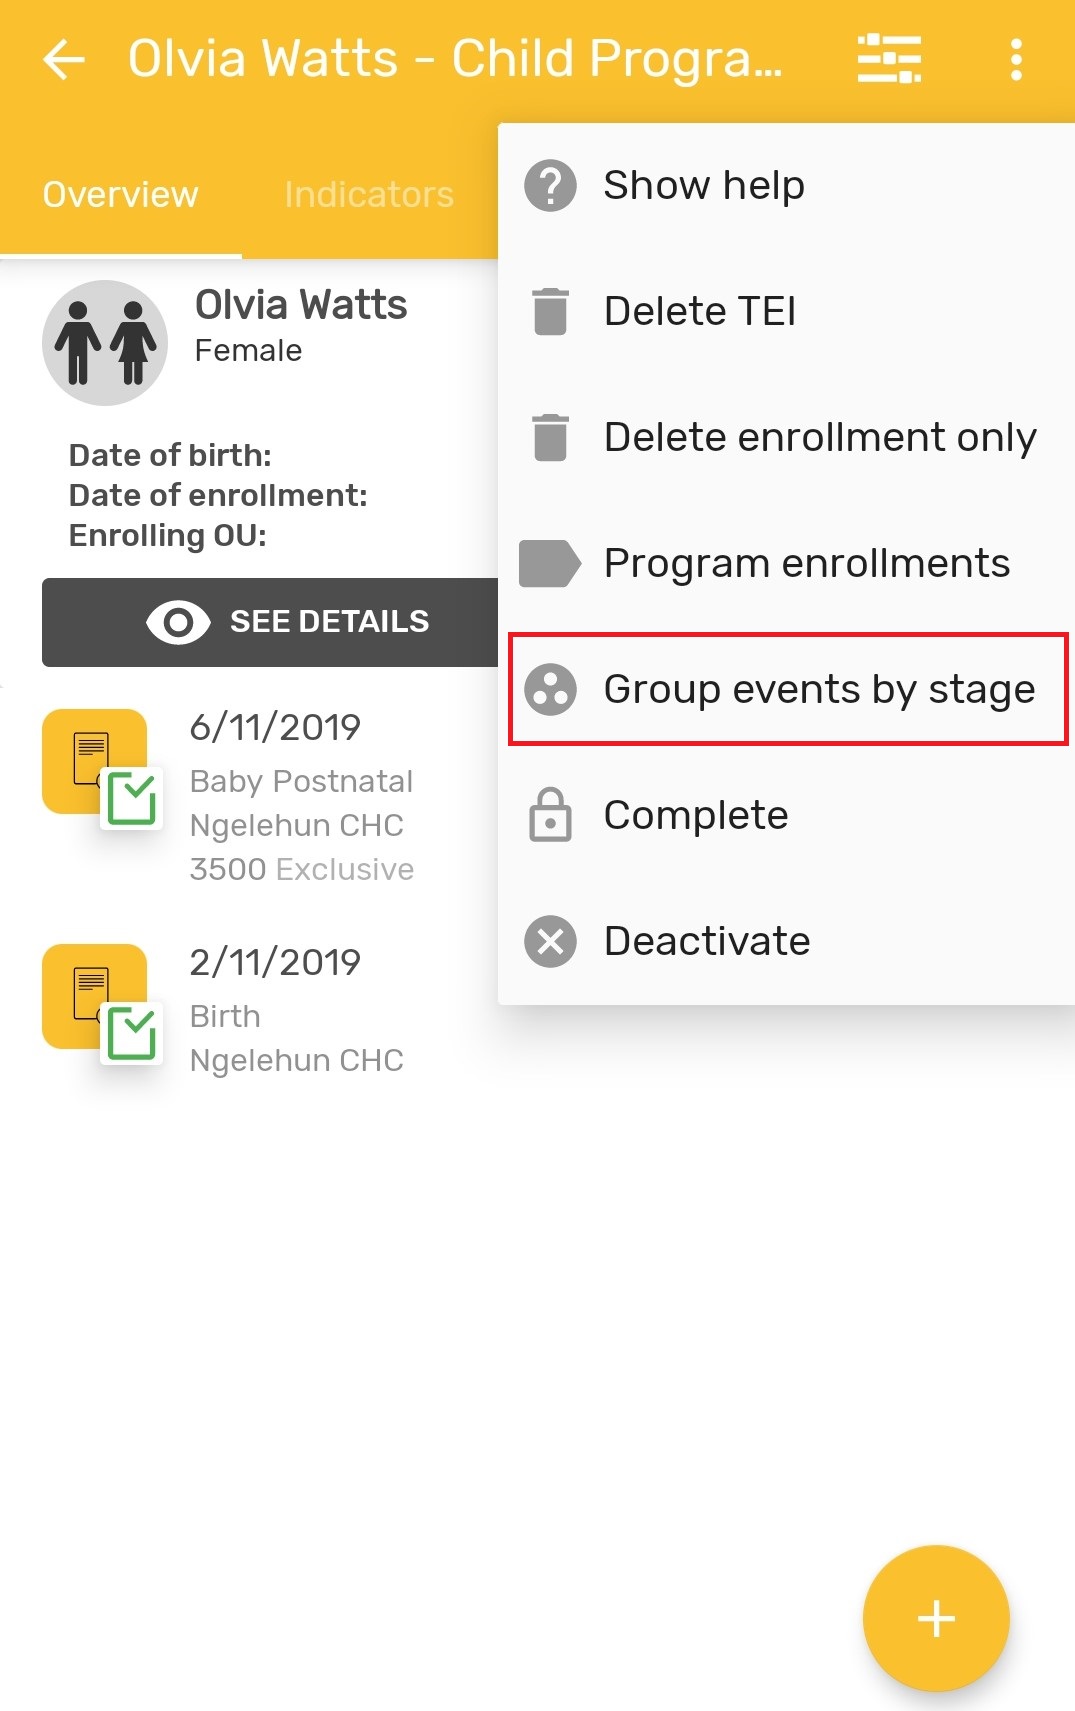 Olvia Watts - Child Progra...
Overview
Indicators
Show help
Delete TEI
Delete enrollment only
Program enrollments
Group events by stage
Complete
Deactivate
Olvia Watts
Female
Date of birth:
Date of enrollment:
Enrolling OU:
SEE DETAILS
6/11/2019
Baby Postnatal
Ngelehun CHC
3500 Exclusive
2/11/2019
Birth
Ngelehun CHC